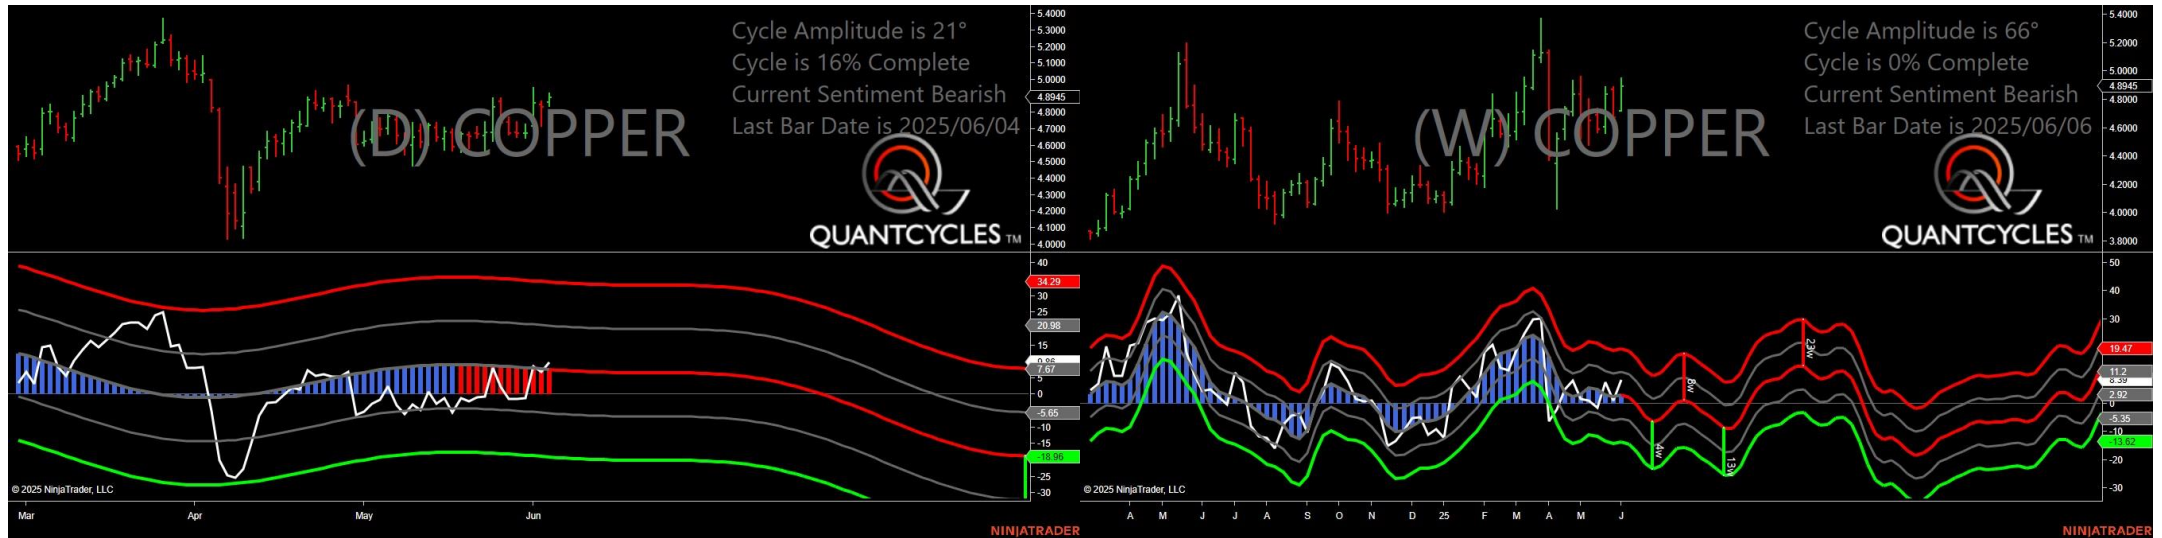 Cycle Amplitude is 21°
Cycle is 16% Complete
Current Sentiment Bearish
Last Bar Date is 2025/06/04
(D) COPPER
QUANTCYCLES TM
5.4000
5.3000
5.2000
5.1000
5.0000
4.8945
4.8000
4.7000
4.6000
4.5000
4.4000
4.3000
4.2000
4.1000
4.0000
40
34.29
30
25
20.98
15
9.86
7.67
5
0
-5.65
-10
-15
-18.96
-25
-30
© 2025 NinjaTrader, LLC
Mar Apr May Jun
NINJATRADER
Cycle Amplitude is 66°
Cycle is 0% Complete
Current Sentiment Bearish
Last Bar Date is 2025/06/06
(W) COPPER
QUANTCYCLES TM
5.4000
5.2000
5.0000
4.8945
4.8000
4.6000
4.4000
4.2000
4.0000
3.8000
50
40
30
19.47
11.2
8.39
2.92
0
-5.35
-10
-13.62
-20
-30
4w
8w
13w
23w
© 2025 NinjaTrader, LLC
A M J J A S O N D 25 F M A M J
NINJATRADER